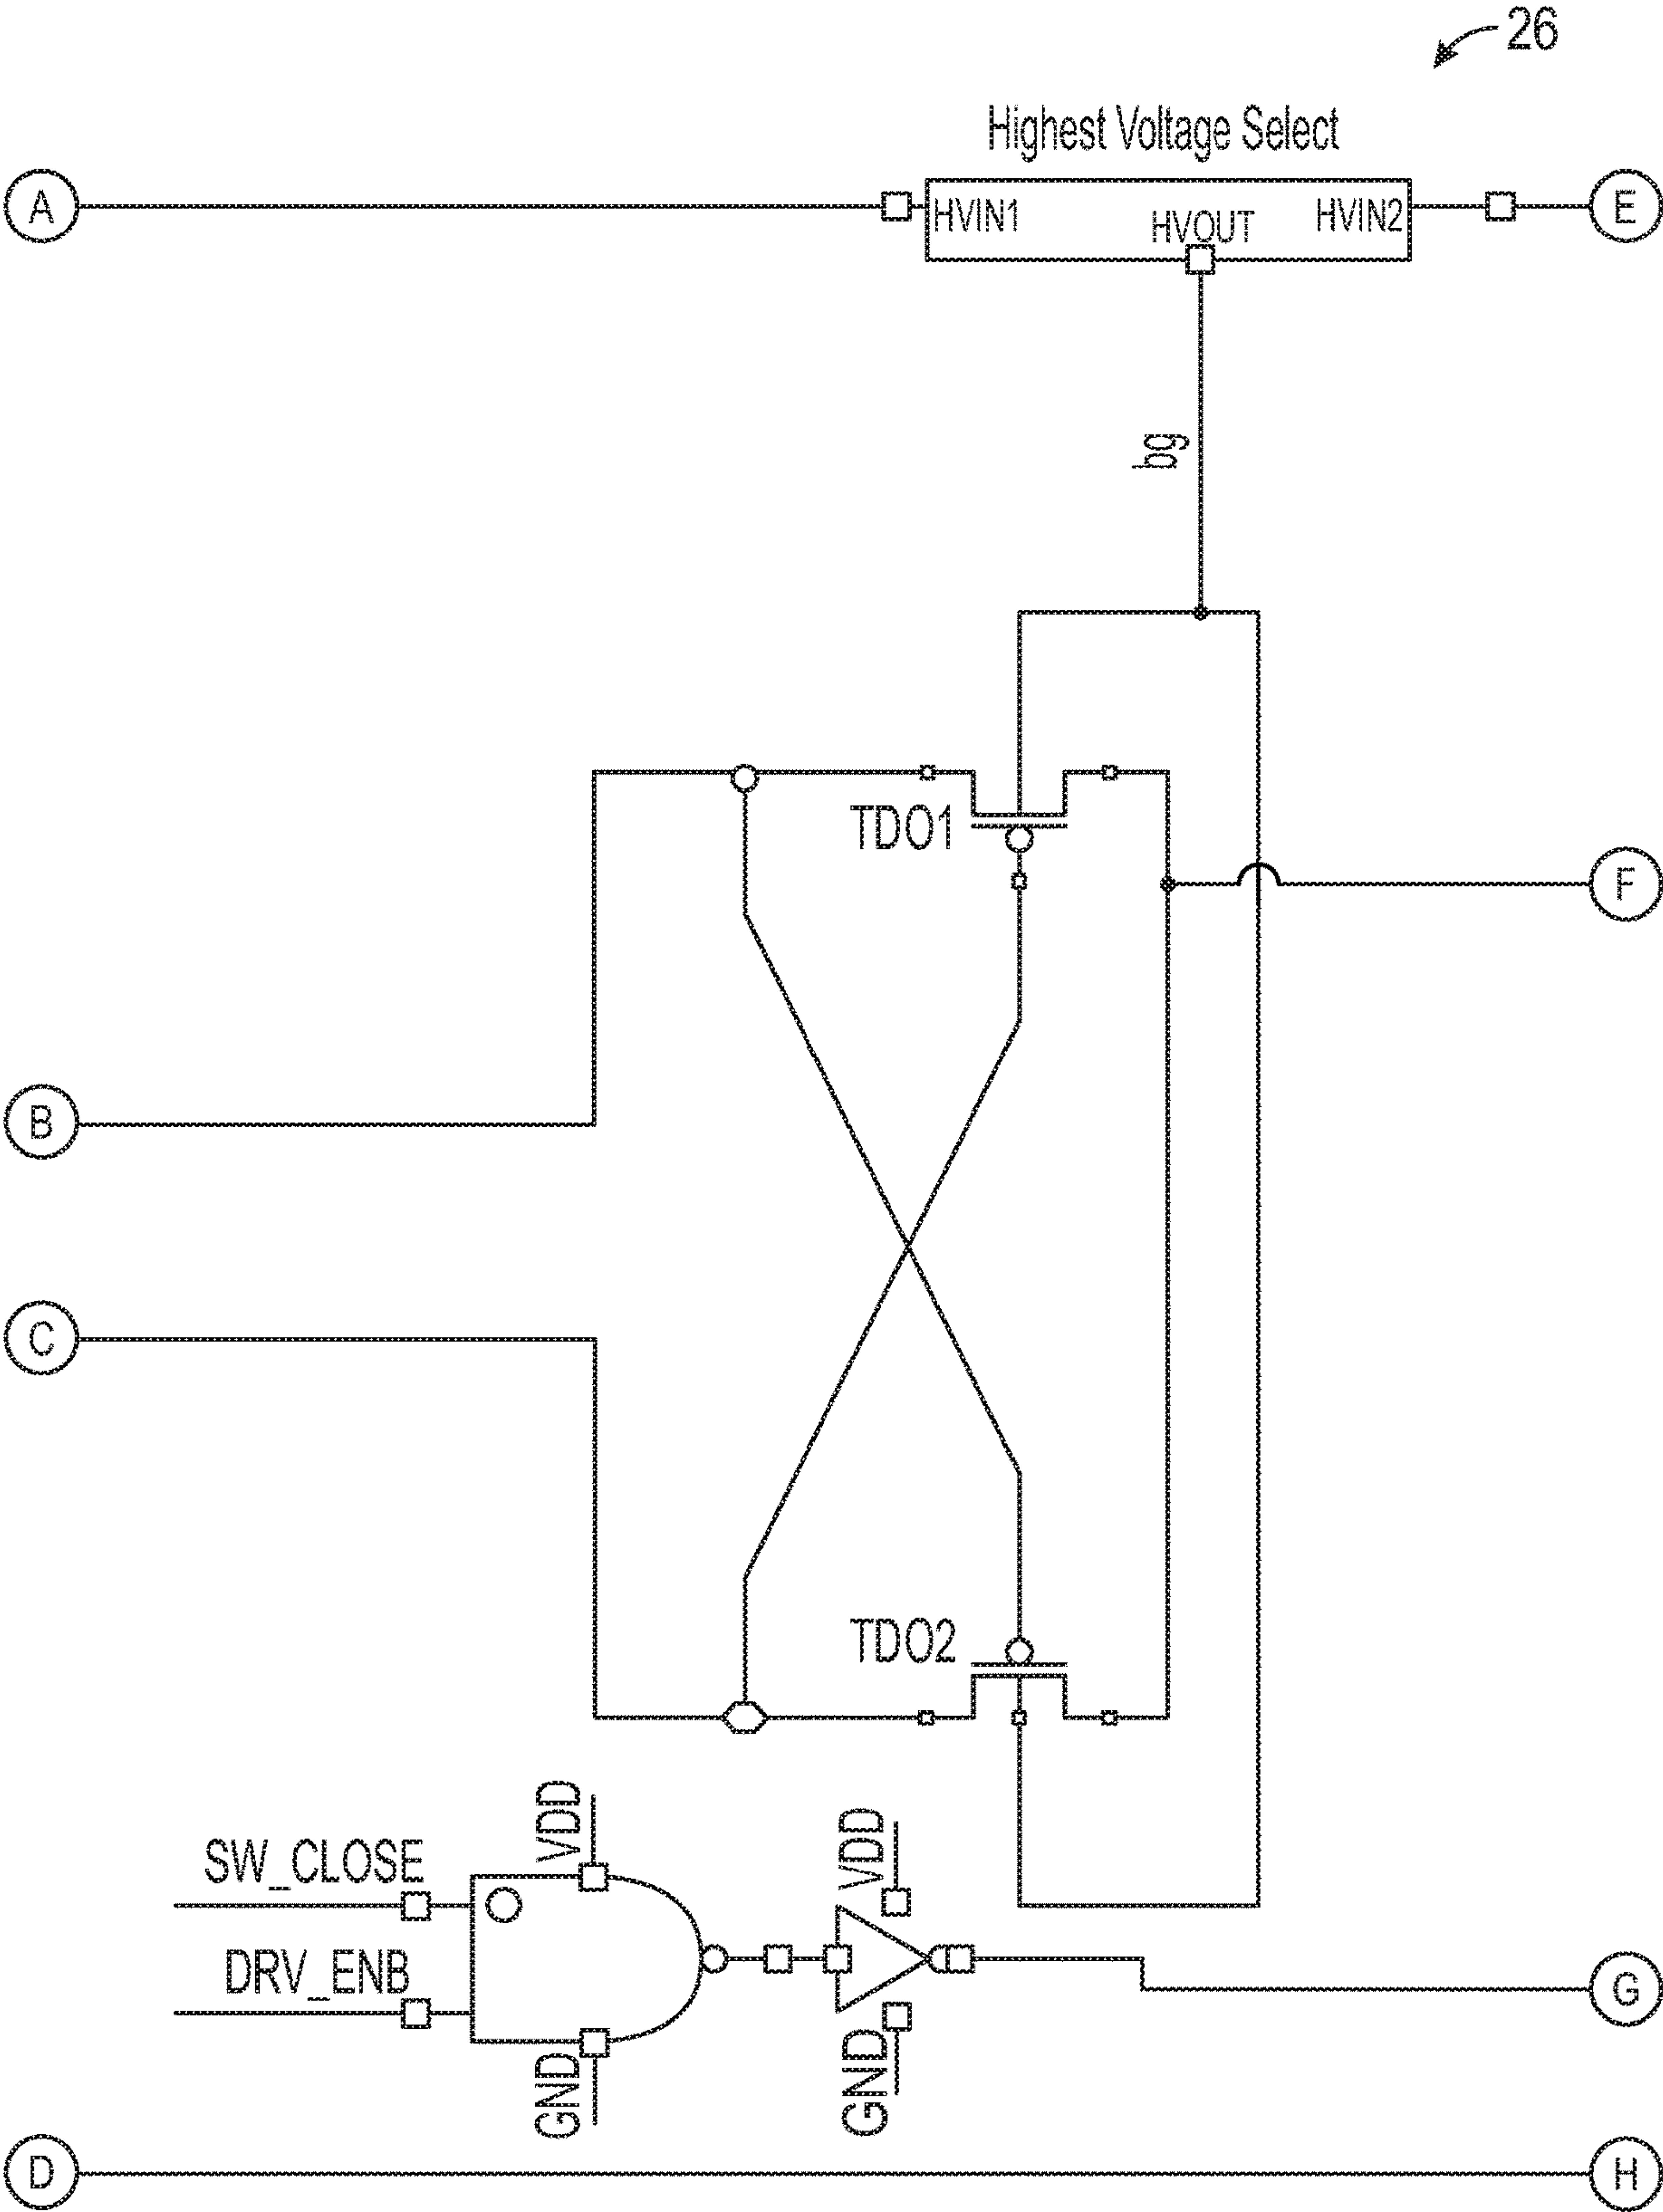 26
Highest Voltage Select
A
HVIN1
HVOUT
HVIN2
E
bg
TDO1
F
B
C
TDO2
VDD
VDD
SW_CLOSE
DRV_ENB
G
GND
GND
D
H